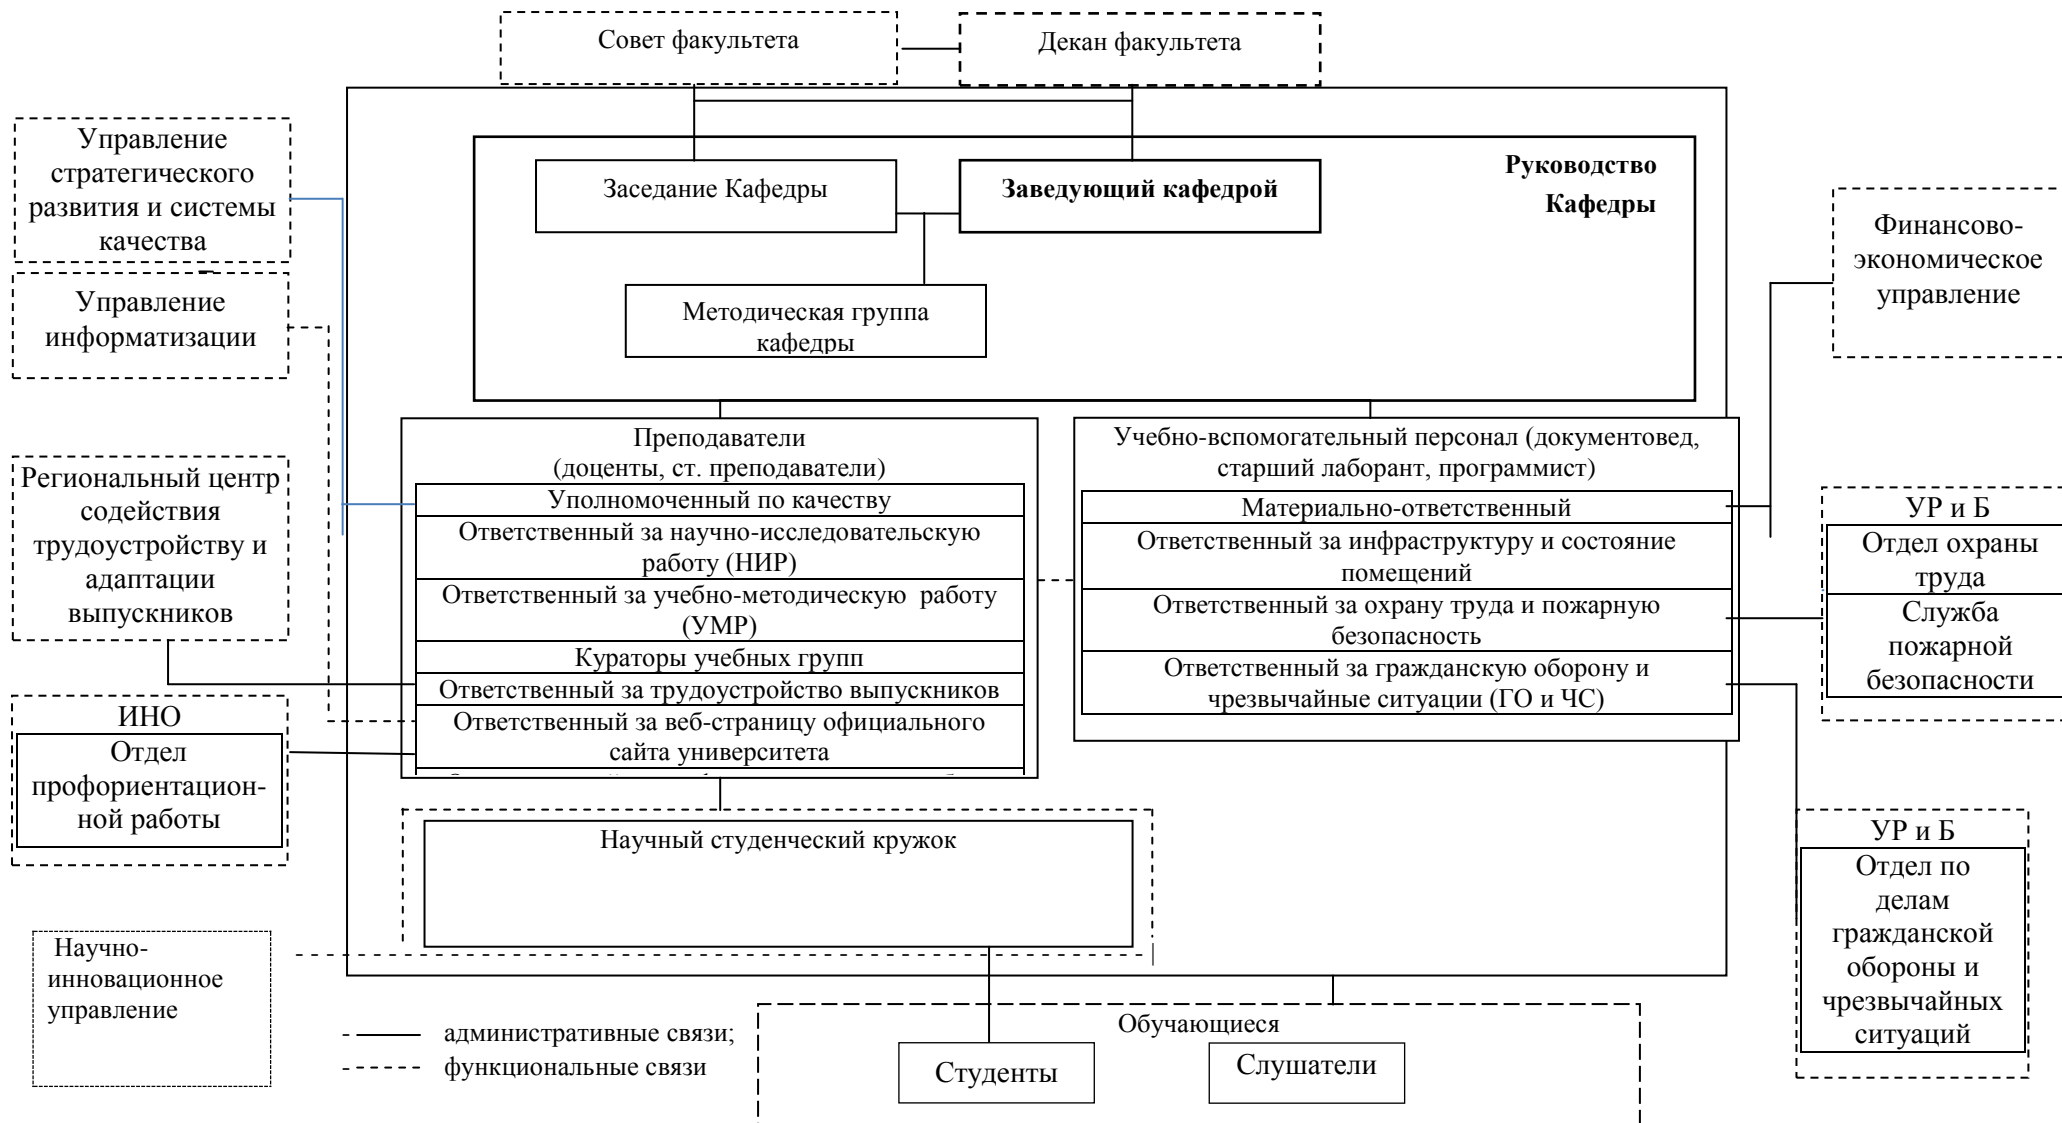 Совет факультета
Декан факультета
Управление
стратегического
развития и системы
качества
Руководство
Кафедры
Заседание Кафедры
Заведующий кафедрой
Методическая группа
кафедры
Управление
информатизации
Финансово-
экономическое
управление
Региональный центр
содействия
трудоустройству и
адаптации
выпускников
Преподаватели
(доценты, ст. преподаватели)
Уполномоченный по качеству
Ответственный за научно-исследовательскую
работу (НИР)
Ответственный за учебно-методическую работу
(УМР)
Кураторы учебных групп
Ответственный за трудоустройство выпускников
Ответственный за веб-страницу официального
сайта университета
Учебно-вспомогательный персонал (документовед,
старший лаборант, программист)
Материально-ответственный
Ответственный за инфраструктуру и состояние
помещений
Ответственный за охрану труда и пожарную
безопасность
Ответственный за гражданскую оборону и
чрезвычайные ситуации (ГО и ЧС)
УР и Б
Отдел охраны
труда
Служба
пожарной
безопасности
ИНО
Отдел
профориентацион-
ной работы
Научный студенческий кружок
УР и Б
Отдел по
делам
гражданской
обороны и
чрезвычайных
ситуаций
Научно-
инновационное
управление
административные связи;
функциональные связи
Обучающиеся
Студенты
Слушатели